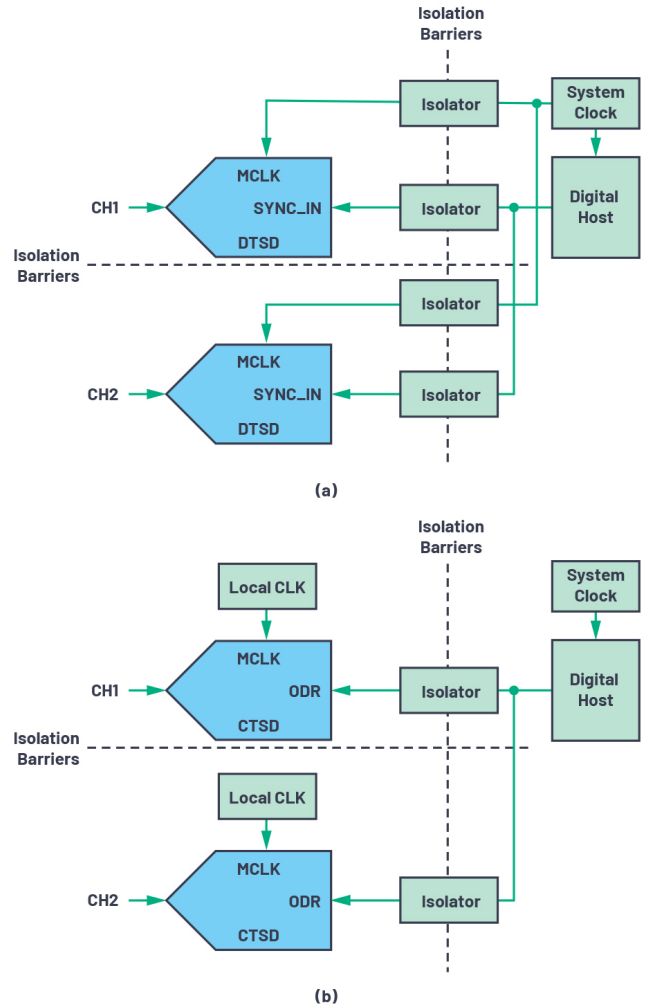 Isolation
Barriers
Isolator
System
Clock
MCLK
CH1
SYNC_IN
Isolator
Digital
Host
DTSD
Isolation
Barriers
Isolator
MCLK
CH2
SYNC_IN
Isolator
DTSD
(a)
Isolation
Barriers
Local CLK
System
Clock
MCLK
CH1
ODR
Isolator
Digital
Host
CTSD
Isolation
Barriers
Local CLK
MCLK
CH2
ODR
Isolator
CTSD
(b)